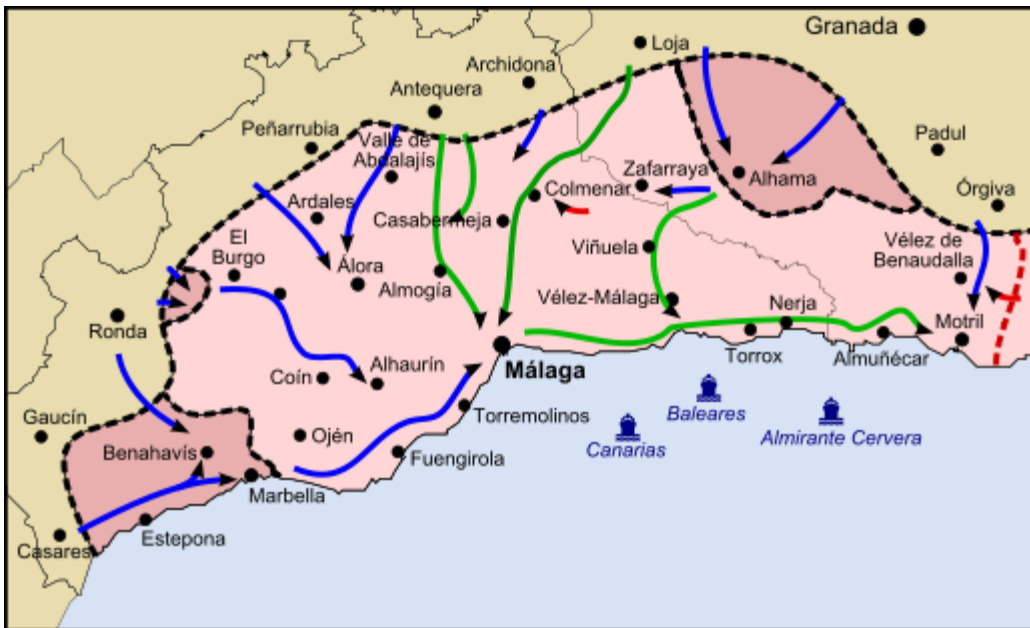 Granada
Loja
Archidona
Antequera
Peñarrubia
Padul
Valle de
Abdalajís
Zafarraya
Alhama
Órgiva
Ardales
Colmenar
Casabermeja
El
Burgo
Viñuela
Vélez de
Benaudalla
Álora
Almogía
Vélez-Málaga
Nerja
Motril
Ronda
Málaga
Torrox
Almuñécar
Coín
Alhaurín
Gaucín
Torremolinos
Baleares
Canarias
Almirante Cervera
Benahavís
Ojén
Fuengirola
Marbella
Estepona
Casares